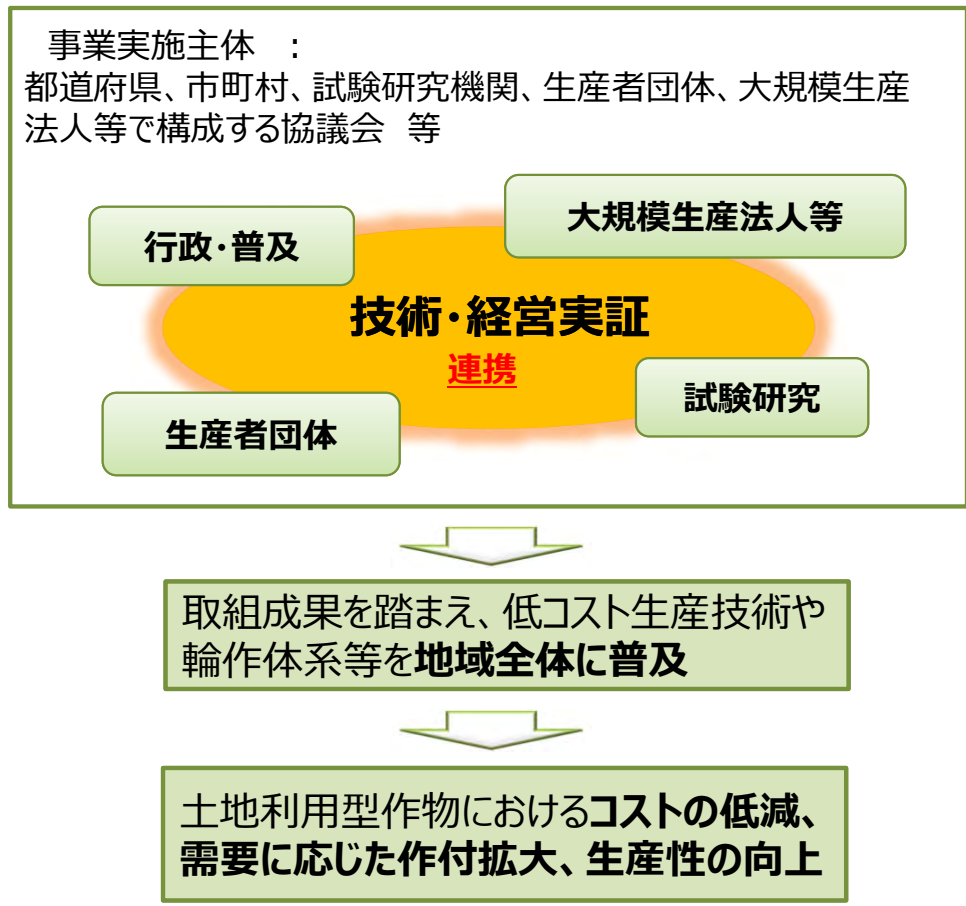 事業実施主体　：
都道府県、市町村、試験研究機関、生産者団体、大規模生産
法人等で構成する協議会　等
大規模生産法人等
行政・普及
技術・経営実証
連携
試験研究
生産者団体
取組成果を踏まえ、低コスト生産技術や
輪作体系等を地域全体に普及
土地利用型作物におけるコストの低減、
需要に応じた作付拡大、生産性の向上